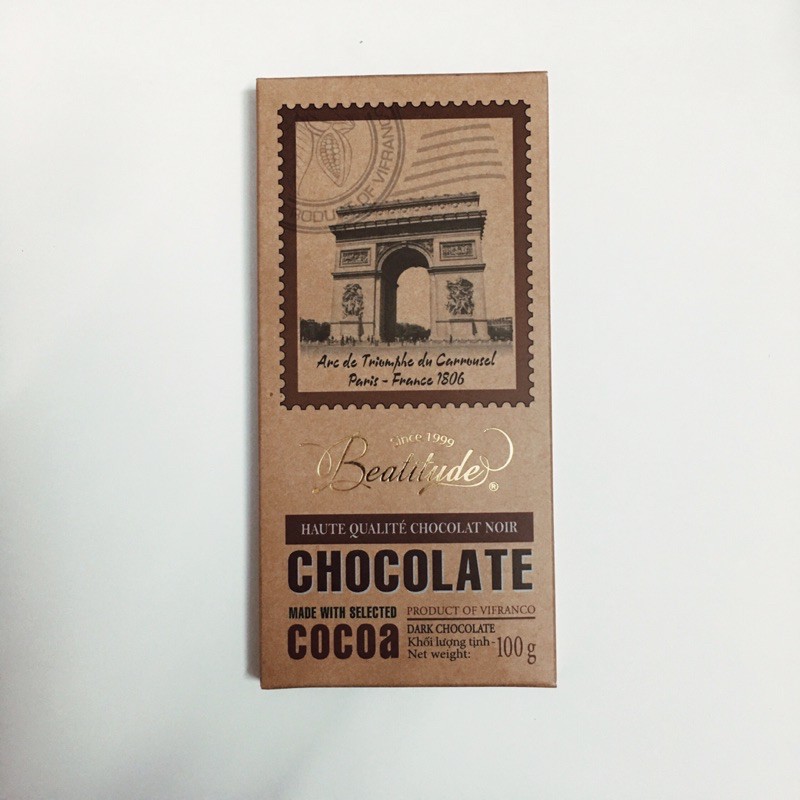 PRODUCT OF VIFRANCO
Arc de Triomphe du Carrousel
Paris - France 1806
Since 1999
Beatitude®
HAUTE QUALITÉ CHOCOLAT NOIR
CHOCOLATE
MADE WITH SELECTED
COCOa
PRODUCT OF VIFRANCO
DARK CHOCOLATE
Khối lượng tịnh-
Net weight: 100 g